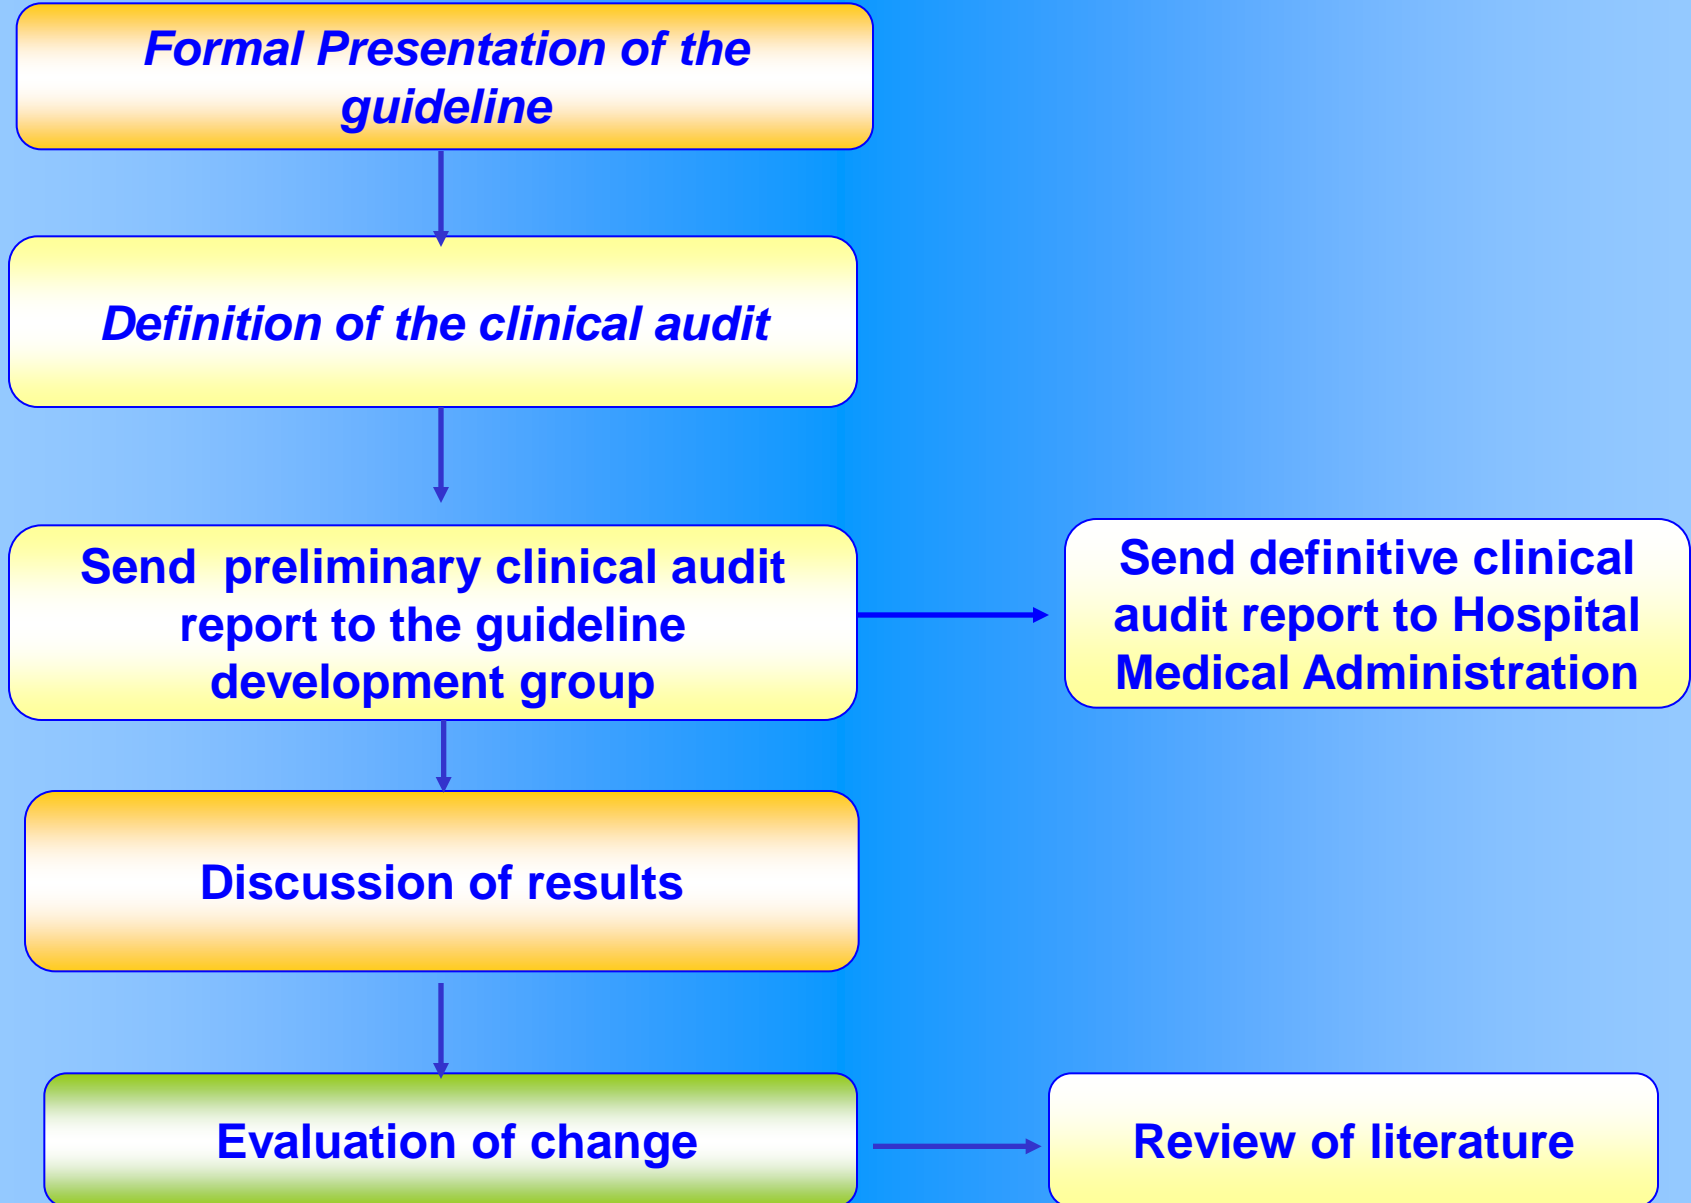 Formal Presentation of the
guideline
Definition of the clinical audit
Send  preliminary clinical audit
report to the guideline
development group
Send definitive clinical
audit report to Hospital
Medical Administration
Discussion of results
Evaluation of change
Review of literature